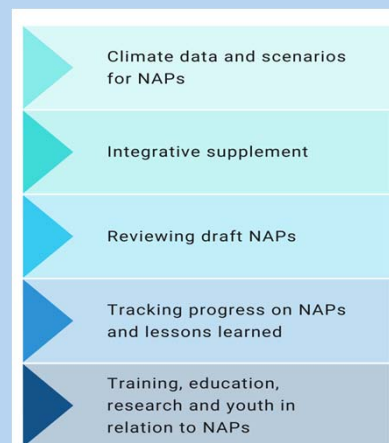 Climate data and scenarios
for NAPs
Integrative supplement
Reviewing draft NAPs
Tracking progress on NAPs
and lessons learned
Training, education,
research and youth in
relation to NAPs